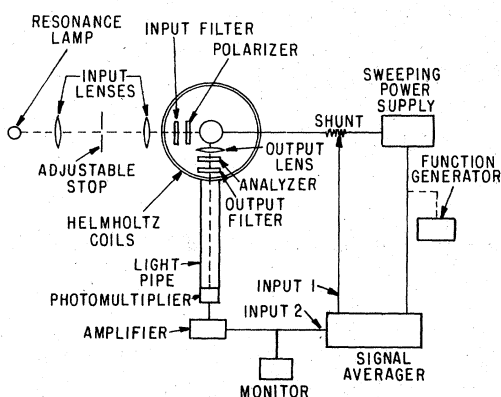 RESONANCE
LAMP
INPUT FILTER
POLARIZER
INPUT
LENSES
SWEEPING
POWER
SUPPLY
SHUNT
ADJUSTABLE
STOP
OUTPUT
LENS
ANALYZER
OUTPUT
FILTER
FUNCTION
GENERATOR
HELMHOLTZ
COILS
LIGHT
PIPE
PHOTOMULTIPLIER
INPUT 1
INPUT 2
AMPLIFIER
SIGNAL
AVERAGER
MONITOR